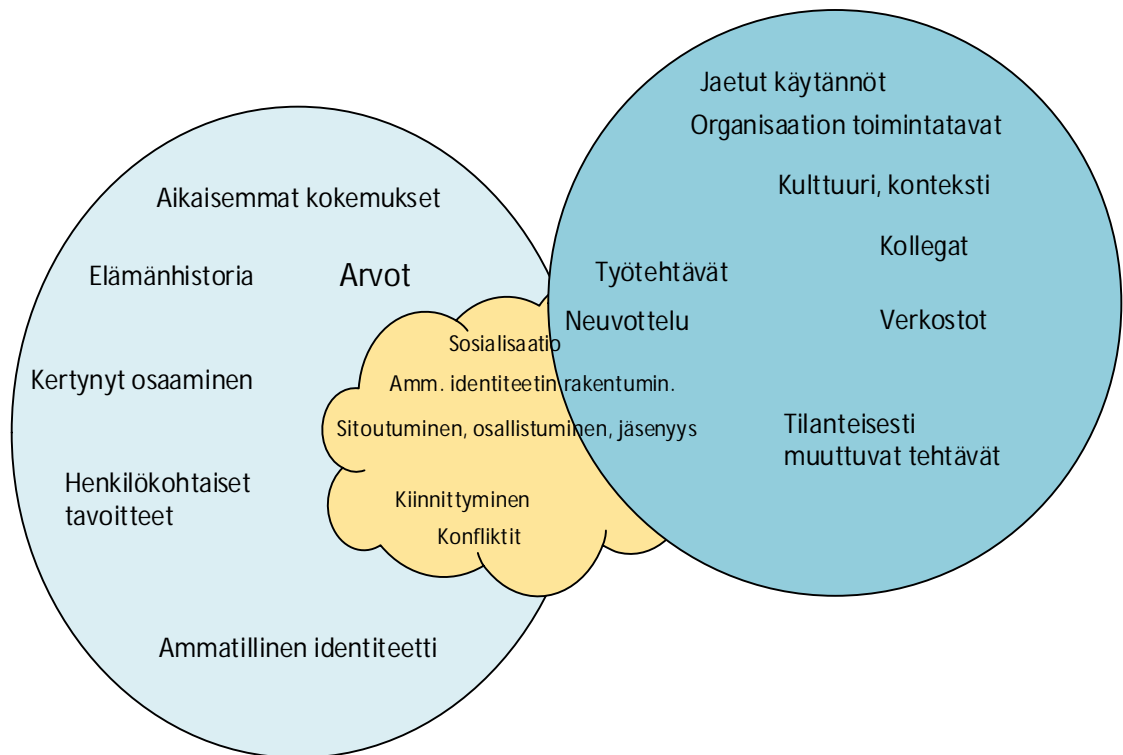 Aikaisemmat kokemukset
Elämänhistoria
Arvot
Kertynyt osaaminen
Henkilökohtaiset
tavoitteet
Ammatillinen identiteetti
Sosialisaatio
Amm. identiteetin rakentumin.
Sitoutuminen, osallistuminen, jäsenyys
Kiinnittyminen
Konfliktit
Jaetut käytännöt
Organisaation toimintatavat
Kulttuuri, konteksti
Kollegat
Työtehtävät
Neuvottelu
Verkostot
Tilanteisesti
muuttuvat tehtävät